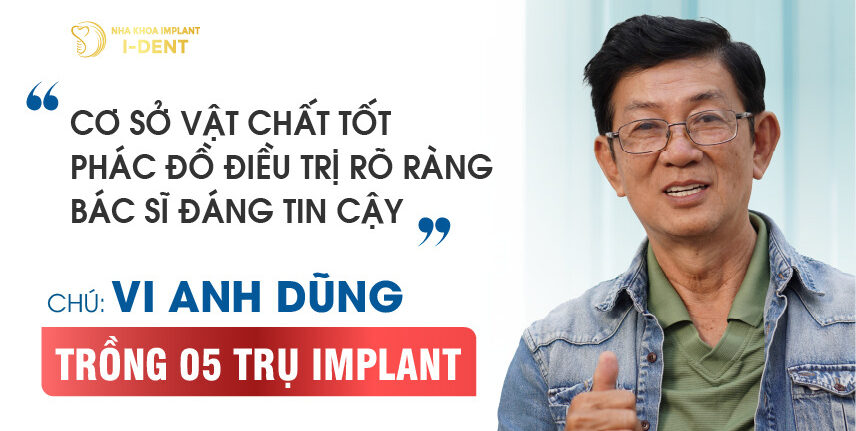 NHA KHOA IMPLANT
I-DENT
“
CƠ SỞ VẬT CHẤT TỐT
PHÁC ĐỒ ĐIỀU TRỊ RÕ RÀNG
BÁC SĨ ĐÁNG TIN CẬY
”
CHÚ: VI ANH DŨNG
TRỒNG 05 TRỤ IMPLANT